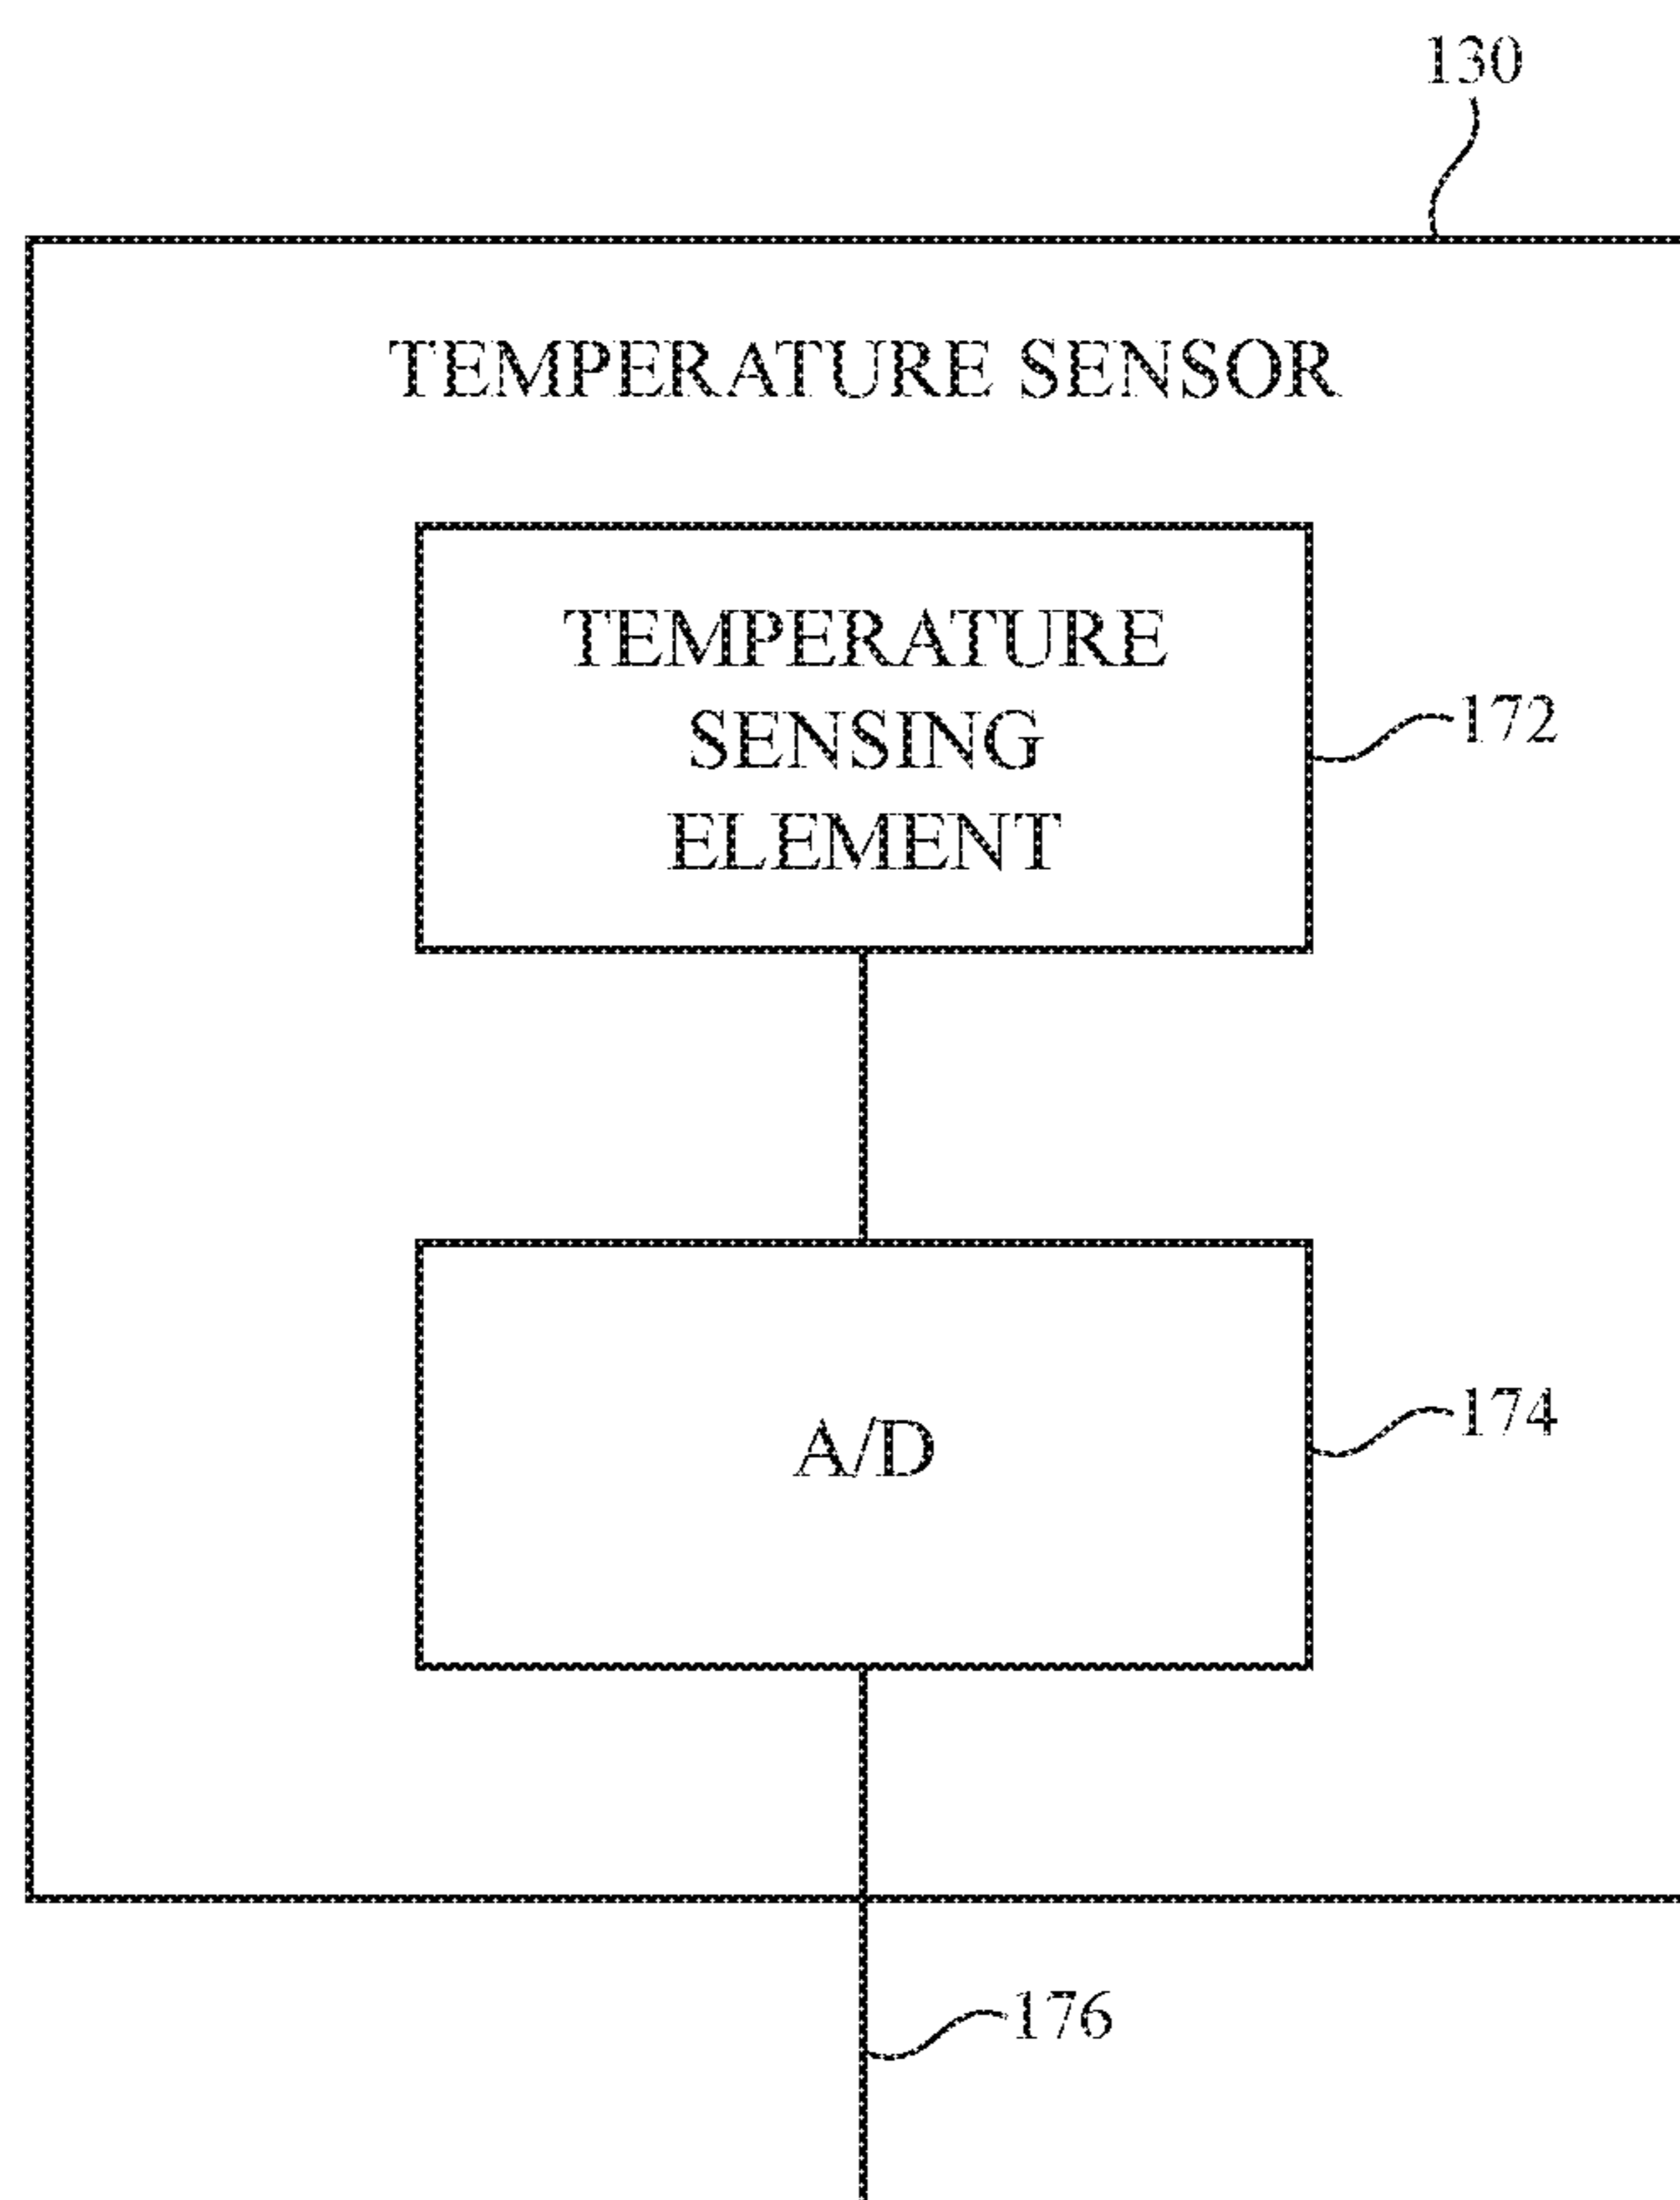 130
TEMPERATURE SENSOR
TEMPERATURE
SENSING
ELEMENT
172
A/D
174
176